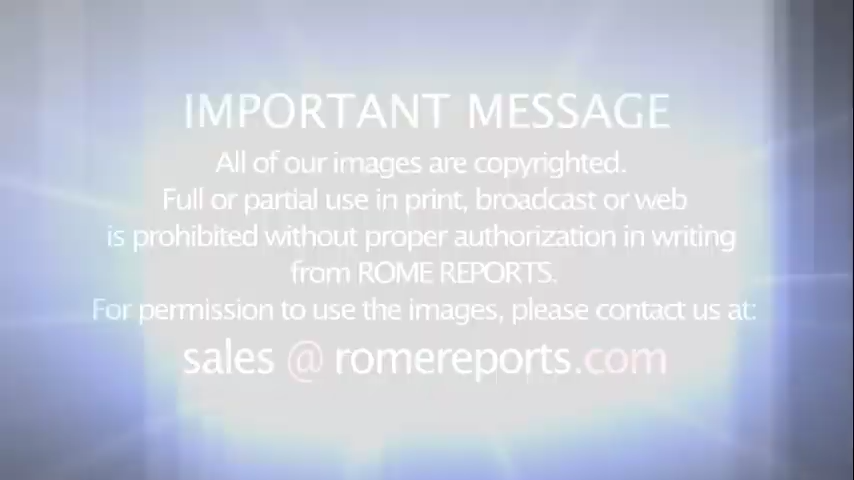 IMPORTANT MESSAGE
All of our images are copyrighted.
Full or partial use in print, broadcast or web
is prohibited without proper authorization in writing
from ROME REPORTS.
For permission to use the images, please contact us at:
sales @ romereports.com